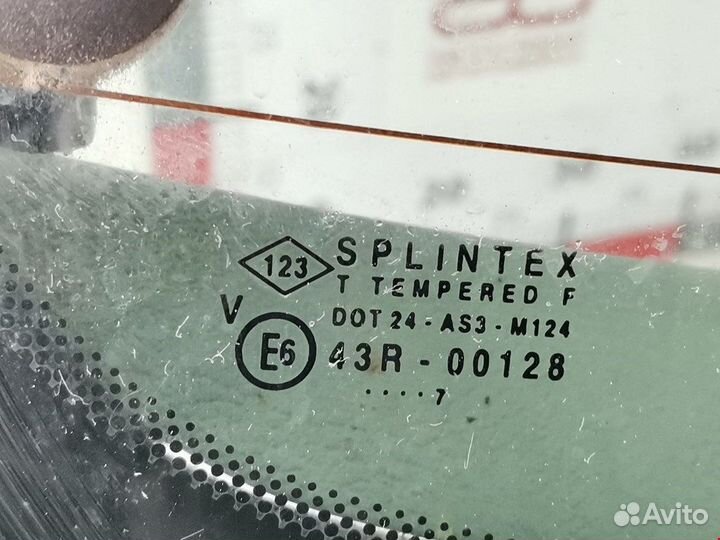 123 SPLINTEX
T TEMPERED F
DOT 24 - AS3 - M124
V
E6 43R - 00128
.... 7
Avito